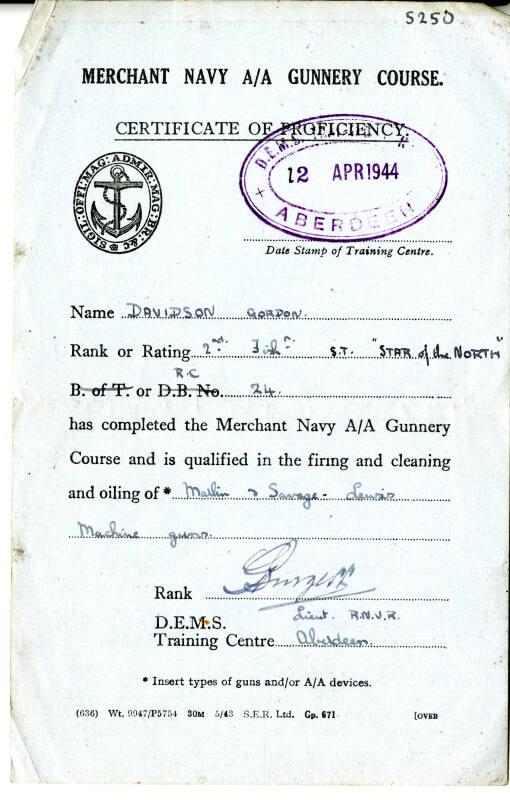 5250
MERCHANT NAVY A/A GUNNERY COURSE.
CERTIFICATE OF PROFICIENCY.
D.E.M.S.
12 APR 1944
ABERDEEN
SIGIL: OFFI: MAG: ADMIR: MAG: BR: &C
Date Stamp of Training Centre.
Name DAVIDSON GORDON.
Rank or Rating 2nd Fishn S.T. "STAR of the NORTH"
R.C
B. of T. or D.B. No. 24.
has completed the Merchant Navy A/A Gunnery
Course and is qualified in the firing and cleaning
and oiling of * Marlin & Savage - Lewis
Machine guns.
Rank
Lieut. R.N.V.R.
D.E.M.S.
Training Centre Aberdeen.
* Insert types of guns and/or A/A devices.
(636) Wt. 9947/P5754 30M 5/43 S.E.R. Ltd. Gp. 671 [OVER